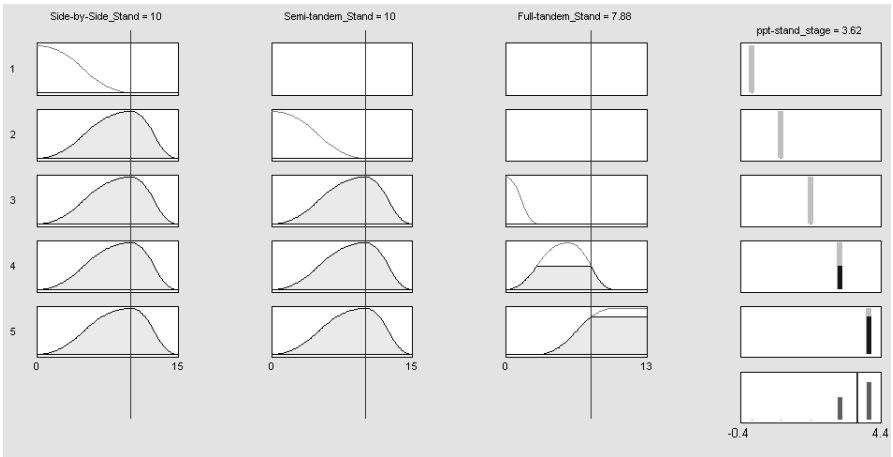 Side-by-Side_Stand = 10 Semi-tandem_Stand = 10 Full-tandem_Stand = 7.88
ppt-stand_stage = 3.62
1
2
3
4
5
0 15 0 15 0 13
-0.4 4.4